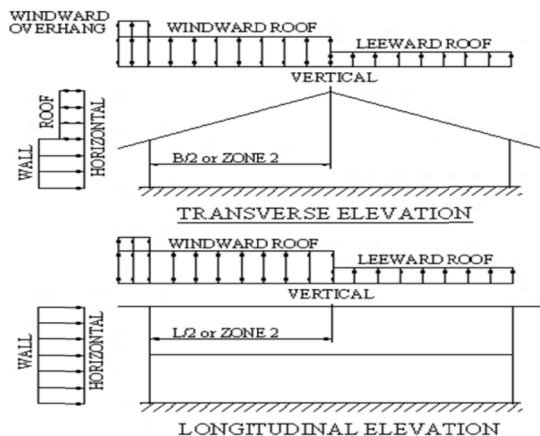 WINDWARD
OVERHANG
WINDWARD ROOF
LEEWARD ROOF
VERTICAL
ROOF
WALL
HORIZONTAL
B/2 or ZONE 2
TRANSVERSE ELEVATION
WINDWARD ROOF
LEEWARD ROOF
VERTICAL
WALL
HORIZONTAL
L/2 or ZONE 2
LONGITUDINAL ELEVATION